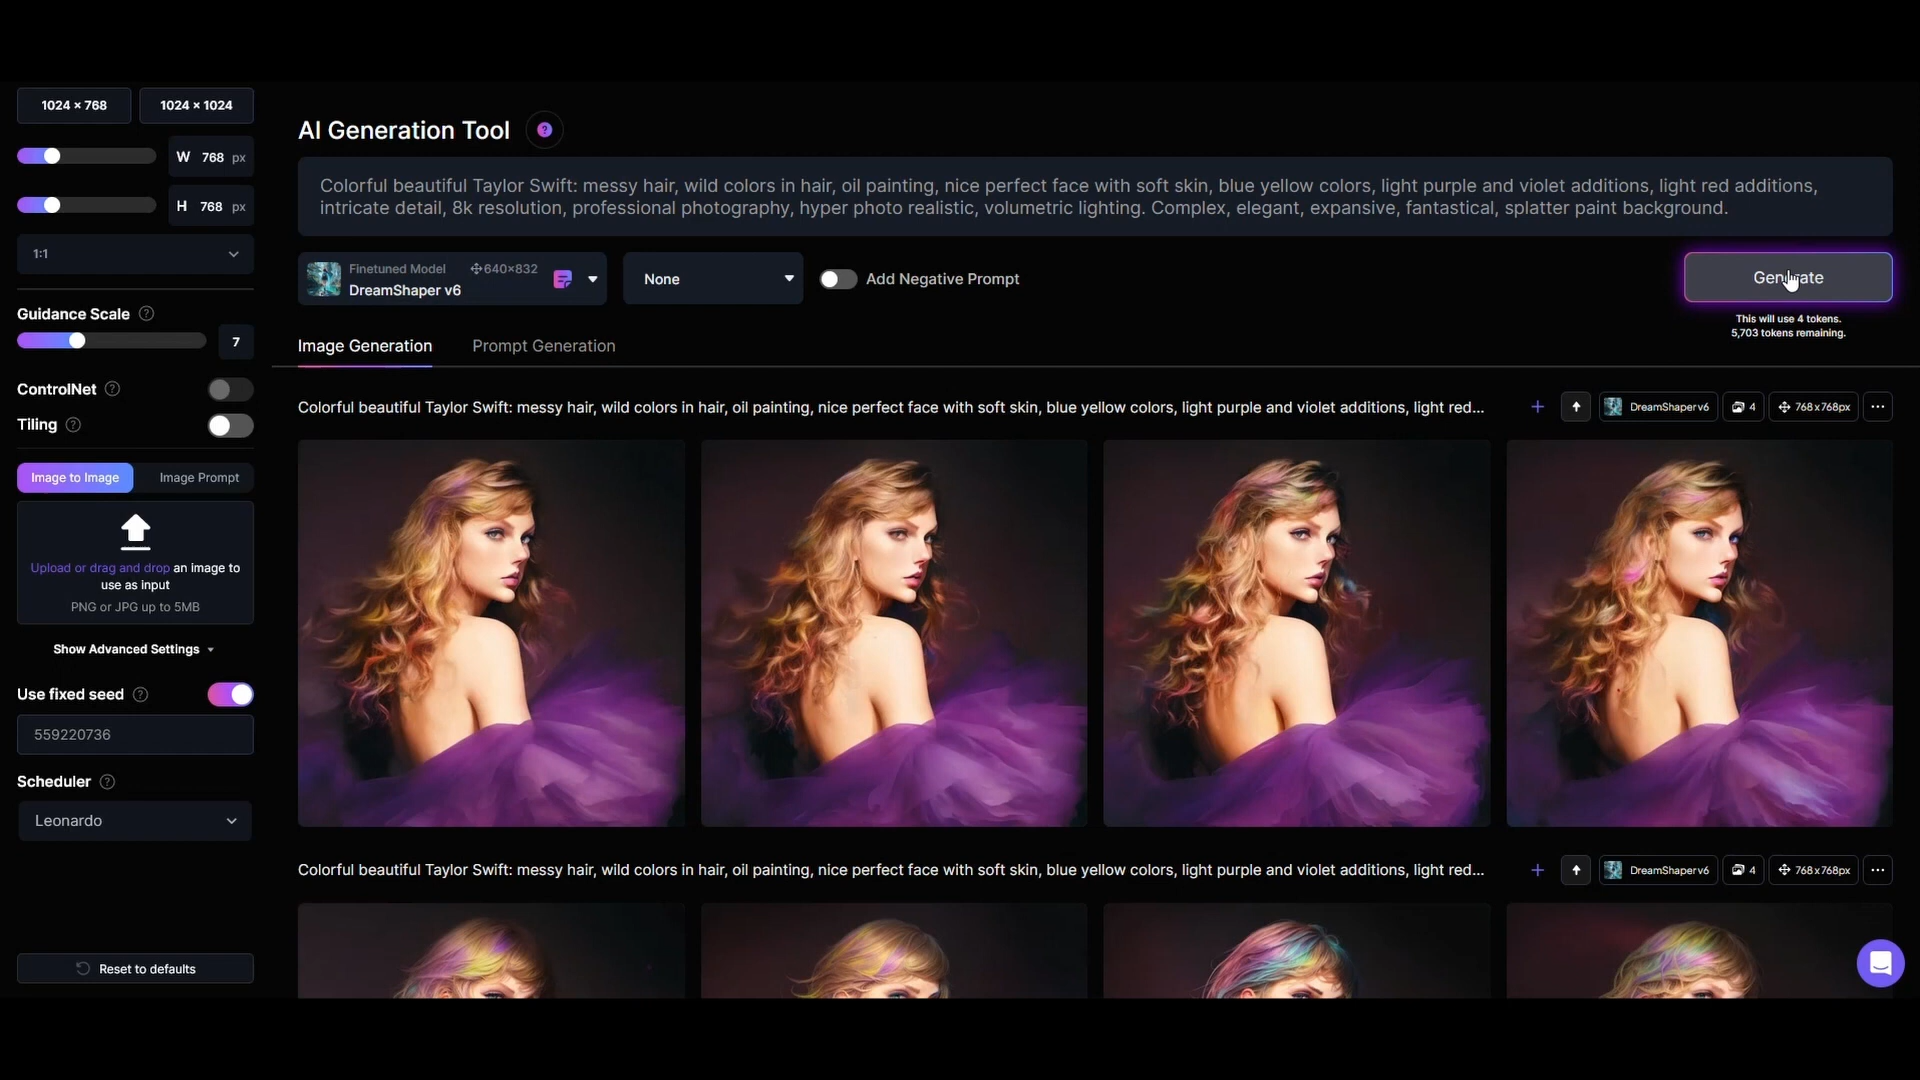 1024 × 768
1024 × 1024
W 768 px
H 768 px
1:1
Guidance Scale ?
7
ControlNet ?
Tiling ?
Image to Image
Image Prompt
Upload or drag and drop an image to
use as input
PNG or JPG up to 5MB
Show Advanced Settings
Use fixed seed ?
559220736
Scheduler ?
Leonardo
Reset to defaults
AI Generation Tool ?
Colorful beautiful Taylor Swift: messy hair, wild colors in hair, oil painting, nice perfect face with soft skin, blue yellow colors, light purple and violet additions, light red additions,
intricate detail, 8k resolution, professional photography, hyper photo realistic, volumetric lighting. Complex, elegant, expansive, fantastical, splatter paint background.
Finetuned Model 640×832
DreamShaper v6
None
Add Negative Prompt
Generate
This will use 4 tokens.
5,703 tokens remaining.
Image Generation
Prompt Generation
Colorful beautiful Taylor Swift: messy hair, wild colors in hair, oil painting, nice perfect face with soft skin, blue yellow colors, light purple and violet additions, light red...
DreamShaper v6
4
768x768px
Colorful beautiful Taylor Swift: messy hair, wild colors in hair, oil painting, nice perfect face with soft skin, blue yellow colors, light purple and violet additions, light red...
DreamShaper v6
4
768x768px